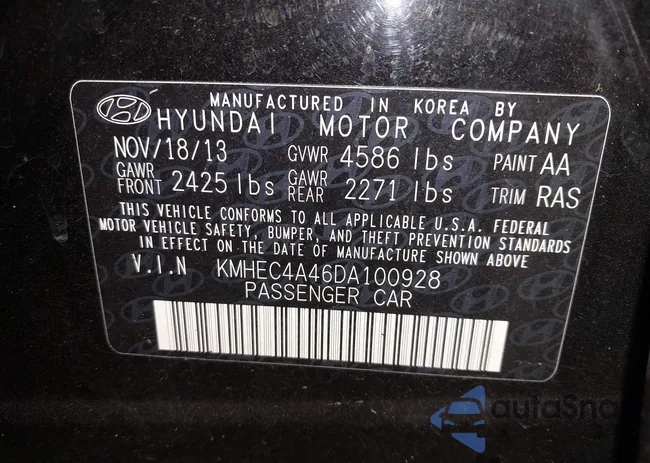 MANUFACTURED IN KOREA BY
HYUNDAI MOTOR COMPANY
NOV/18/13 GVWR 4586 lbs PAINT AA
GAWR FRONT 2425 lbs GAWR REAR 2271 lbs TRIM RAS
THIS VEHICLE CONFORMS TO ALL APPLICABLE U.S.A. FEDERAL
MOTOR VEHICLE SAFETY, BUMPER, AND THEFT PREVENTION STANDARDS
IN EFFECT ON THE DATE OF MANUFACTURE SHOWN ABOVE
V.I.N KMHEC4A46DA100928
PASSENGER CAR